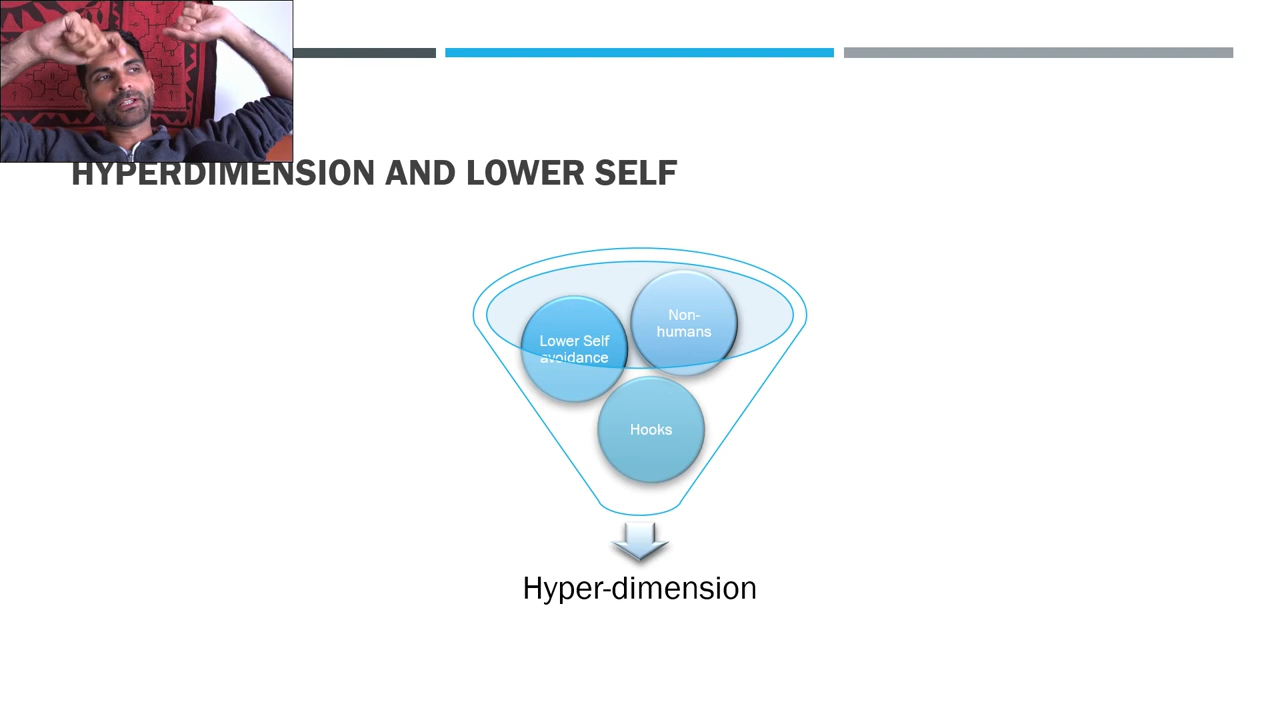 HYPERDIMENSION AND LOWER SELF
Non-
humans
Lower Self
avoidance
Hooks
Hyper-dimension